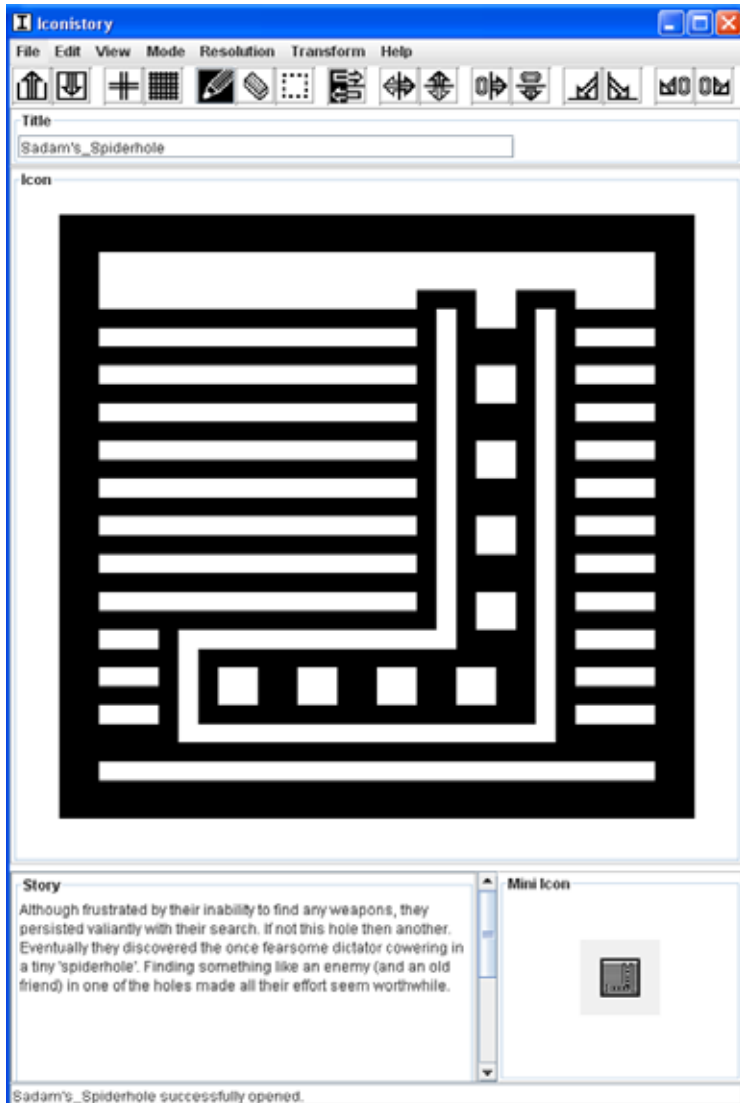 Iconistory
File Edit View Mode Resolution Transform Help
Title
Sadam's_Spiderhole
Icon
Story
Although frustrated by their inability to find any weapons, they
persisted valiantly with their search. If not this hole then another.
Eventually they discovered the once fearsome dictator cowering in
a tiny 'spiderhole'. Finding something like an enemy (and an old
friend) in one of the holes made all their effort seem worthwhile.
Mini Icon
Sadam's_Spiderhole successfully opened.